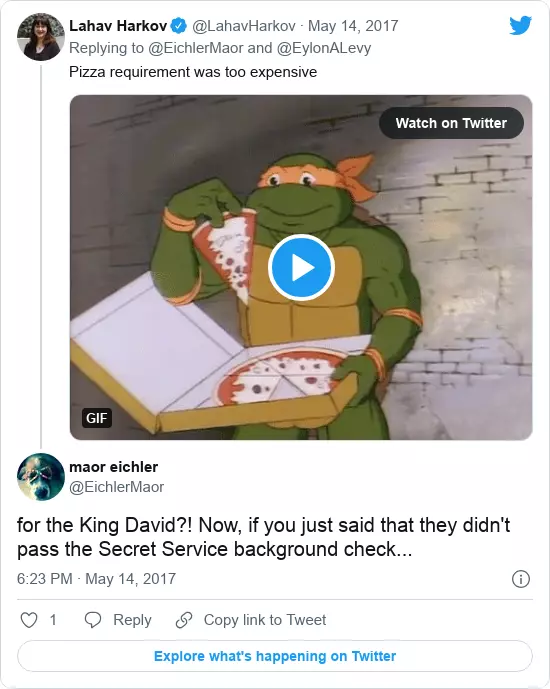 Lahav Harkov @LahavHarkov · May 14, 2017
Replying to @EichlerMaor and @EylonALevy
Pizza requirement was too expensive
Watch on Twitter
GIF
maor eichler
@EichlerMaor
for the King David?! Now, if you just said that they didn't
pass the Secret Service background check...
6:23 PM · May 14, 2017
1 Reply Copy link to Tweet
Explore what's happening on Twitter